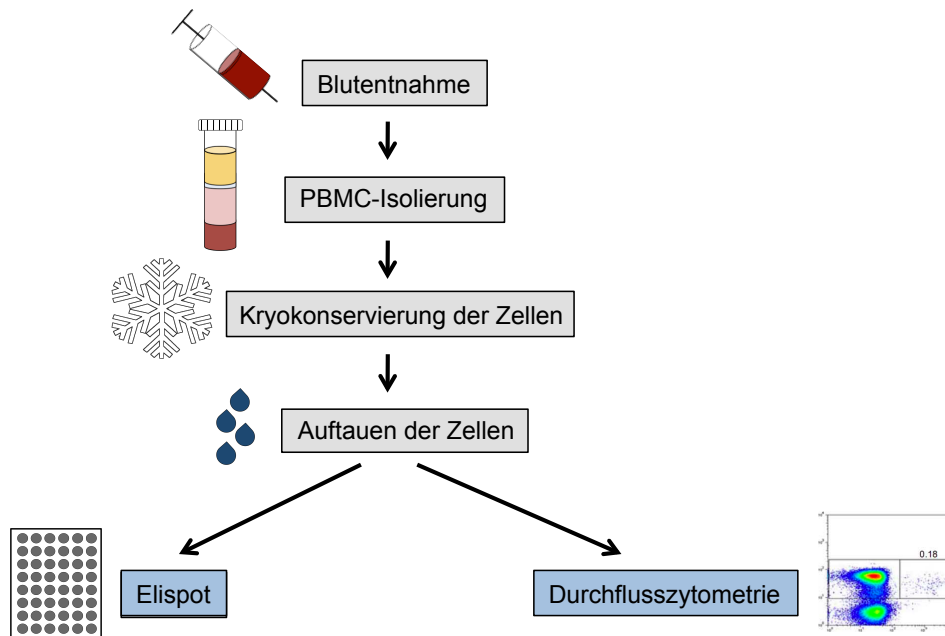 Blutentnahme
PBMC-Isolierung
Kryokonservierung der Zellen
Auftauen der Zellen
Elispot
Durchflusszytometrie
0.18